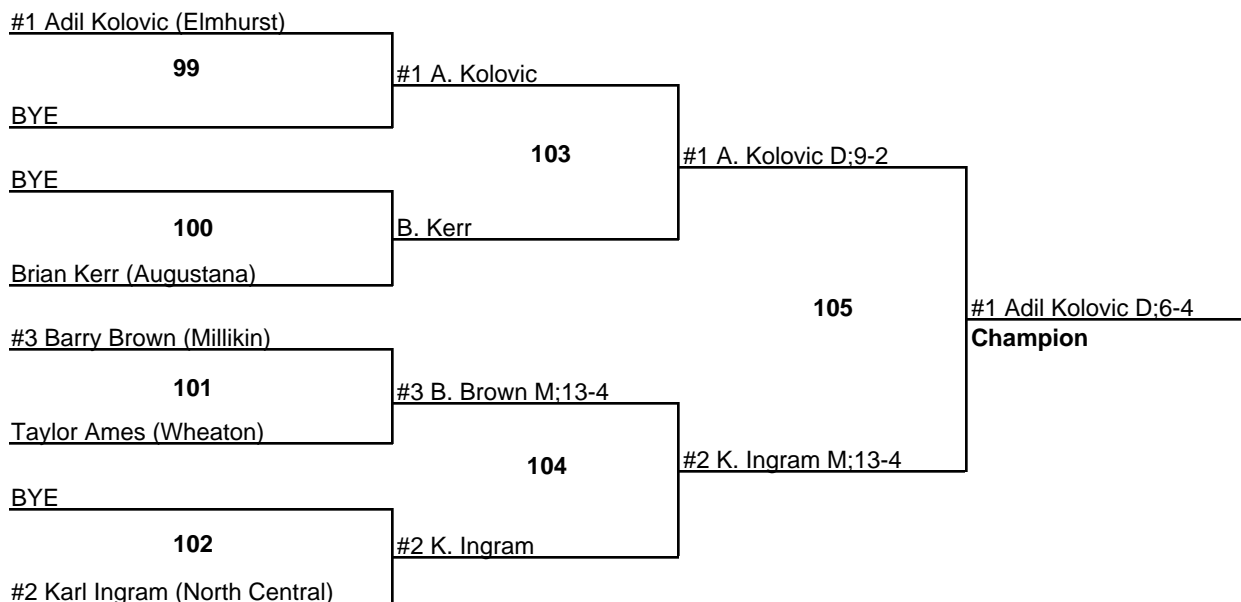 #1 Adil Kolovic (Elmhurst)
99
#1 A. Kolovic
BYE
103
#1 A. Kolovic D;9-2
BYE
100
B. Kerr
Brian Kerr (Augustana)
105
#1 Adil Kolovic D;6-4
Champion
#3 Barry Brown (Millikin)
101
#3 B. Brown M;13-4
Taylor Ames (Wheaton)
104
#2 K. Ingram M;13-4
BYE
102
#2 K. Ingram
#2 Karl Ingram (North Central)